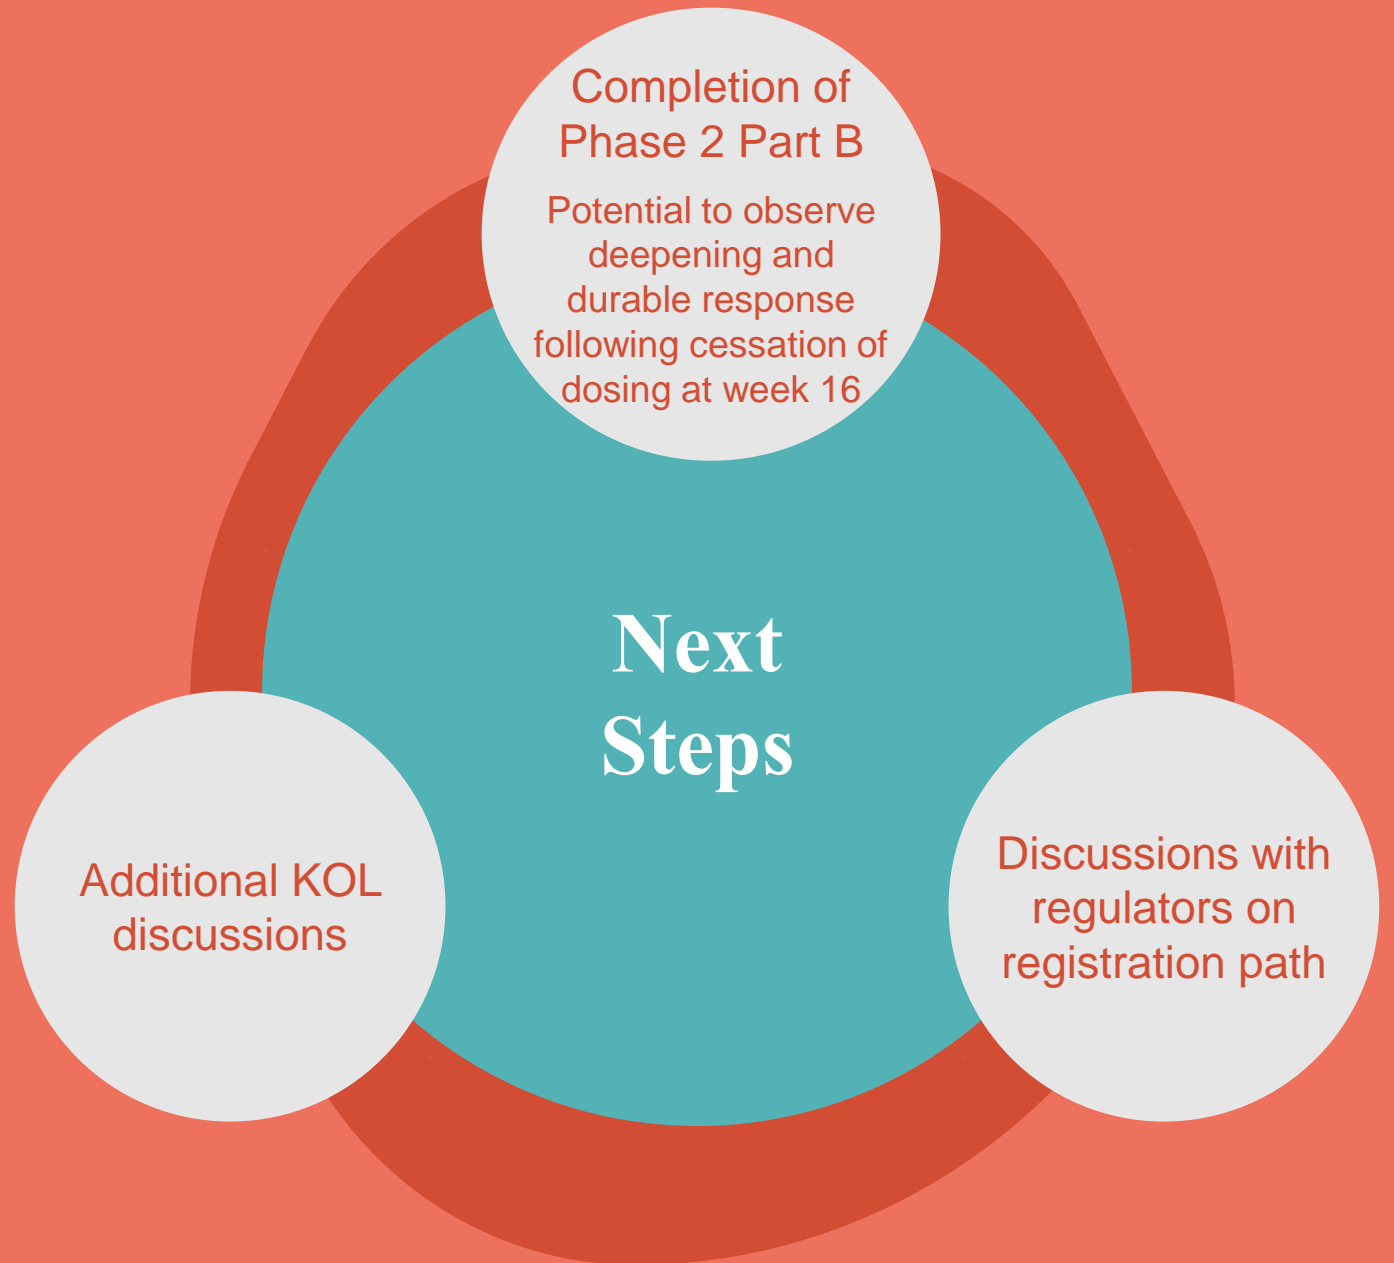 Completion of
Phase 2 Part B
Potential to observe
deepening and
durable response
following cessation of
dosing at week 16
Next
Steps
Additional KOL
discussions
Discussions with
regulators on
registration path